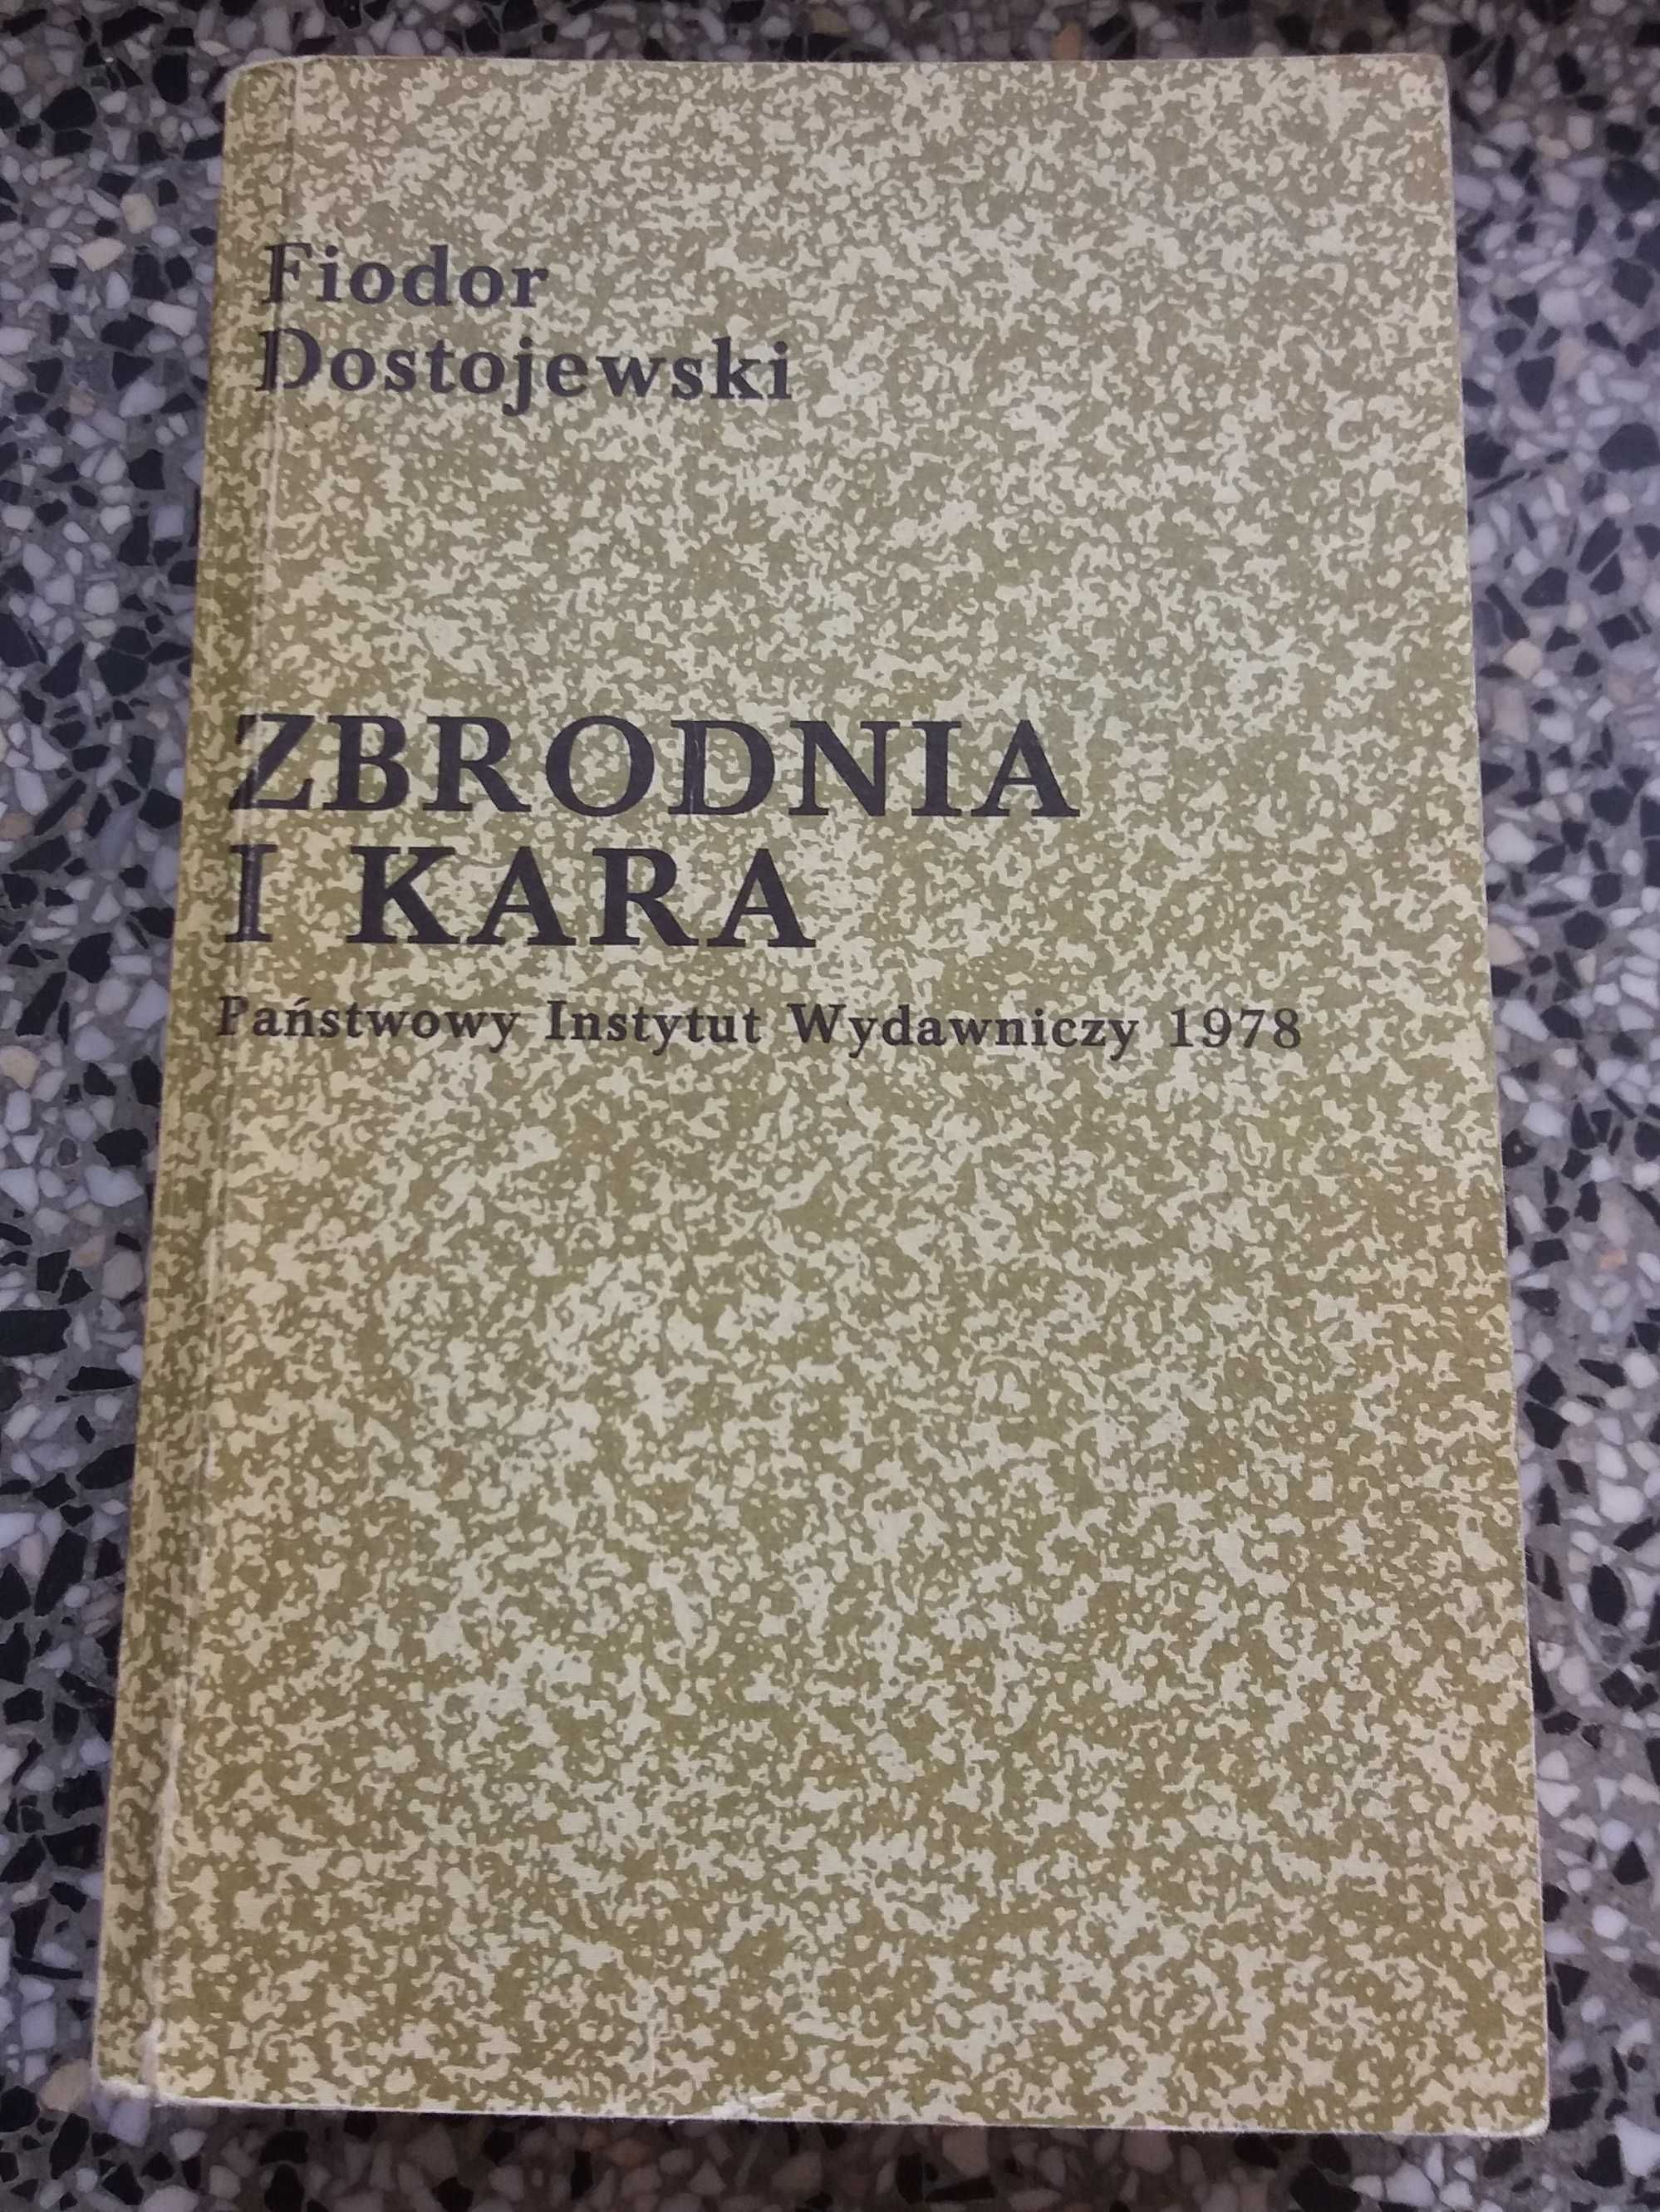 Fiodor
Dostojewski
ZBRODNIA
I KARA
Państwowy Instytut Wydawniczy 1978